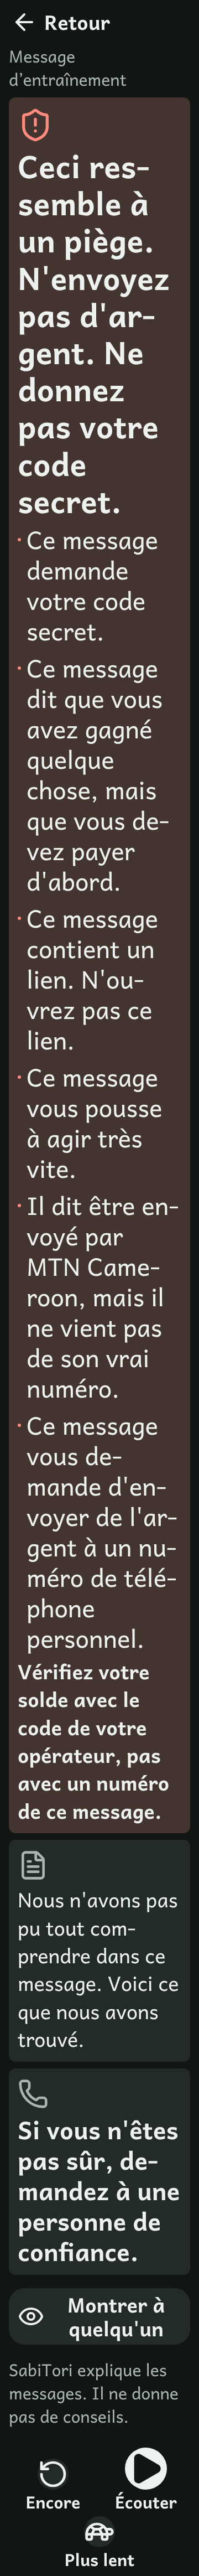 Retour
Message
d’entraînement
Ceci res-
semble à
un piège.
N'envoyez
pas d'ar-
gent. Ne
donnez
pas votre
code
secret.
Ce message
demande
votre code
secret.
Ce message
dit que vous
avez gagné
quelque
chose, mais
que vous de-
vez payer
d'abord.
Ce message
contient un
lien. N'ou-
vrez pas ce
lien.
Ce message
vous pousse
à agir très
vite.
Il dit être en-
voyé par
MTN Came-
roon, mais il
ne vient pas
de son vrai
numéro.
Ce message
vous de-
mande d'en-
voyer de l'ar-
gent à un nu-
méro de télé-
phone
personnel.
Vérifiez votre
solde avec le
code de votre
opérateur, pas
avec un numéro
de ce message.
Nous n'avons pas
pu tout com-
prendre dans ce
message. Voici ce
que nous avons
trouvé.
Si vous n'êtes
pas sûr, de-
mandez à une
personne de
confiance.
Montrer à
quelqu'un
SabiTori explique les
messages. Il ne donne
pas de conseils.
Encore
Écouter
Plus lent